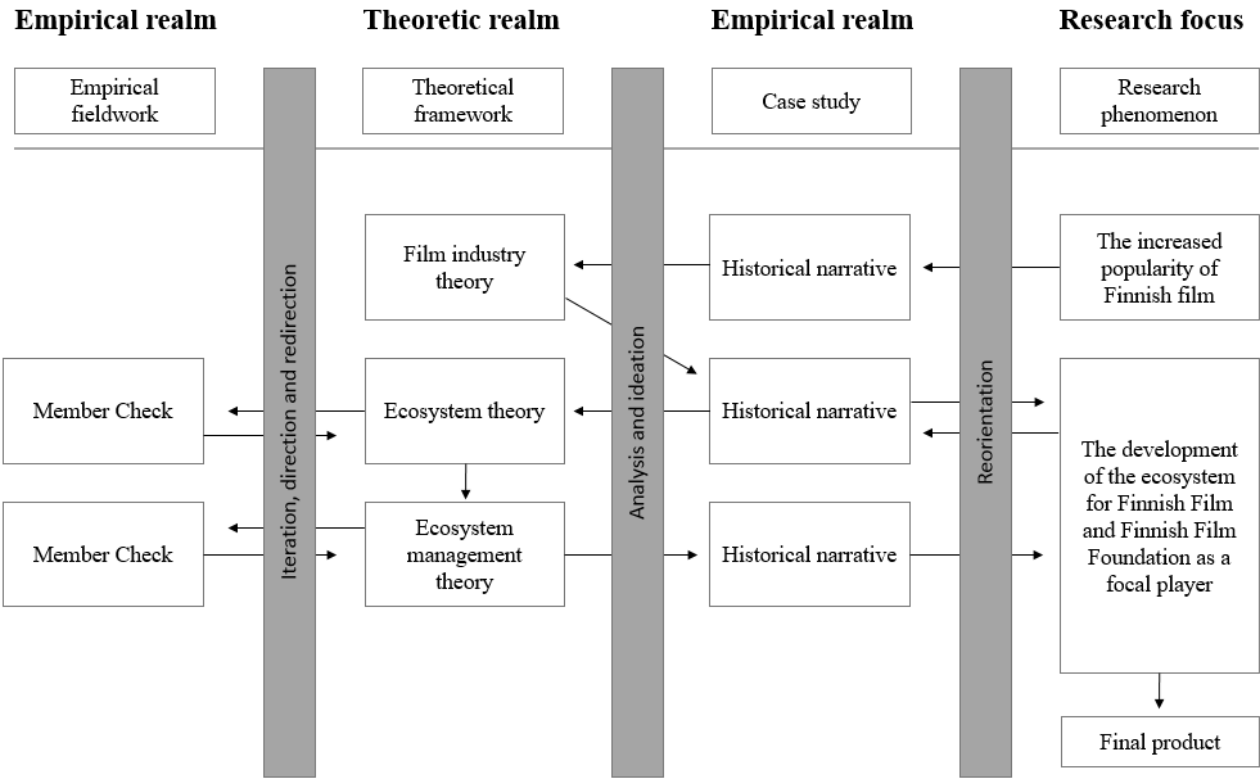 Empirical realm
Theoretic realm
Empirical realm
Research focus
Empirical
fieldwork
Theoretical
framework
Case study
Research
phenomenon
Iteration, direction and redirection
Analysis and ideation
Reorientation
Film industry
theory
Historical narrative
The increased
popularity of
Finnish film
Member Check
Ecosystem theory
Historical narrative
The development
of the ecosystem
for Finnish Film
and Finnish Film
Foundation as a
focal player
Member Check
Ecosystem
management
theory
Historical narrative
Final product